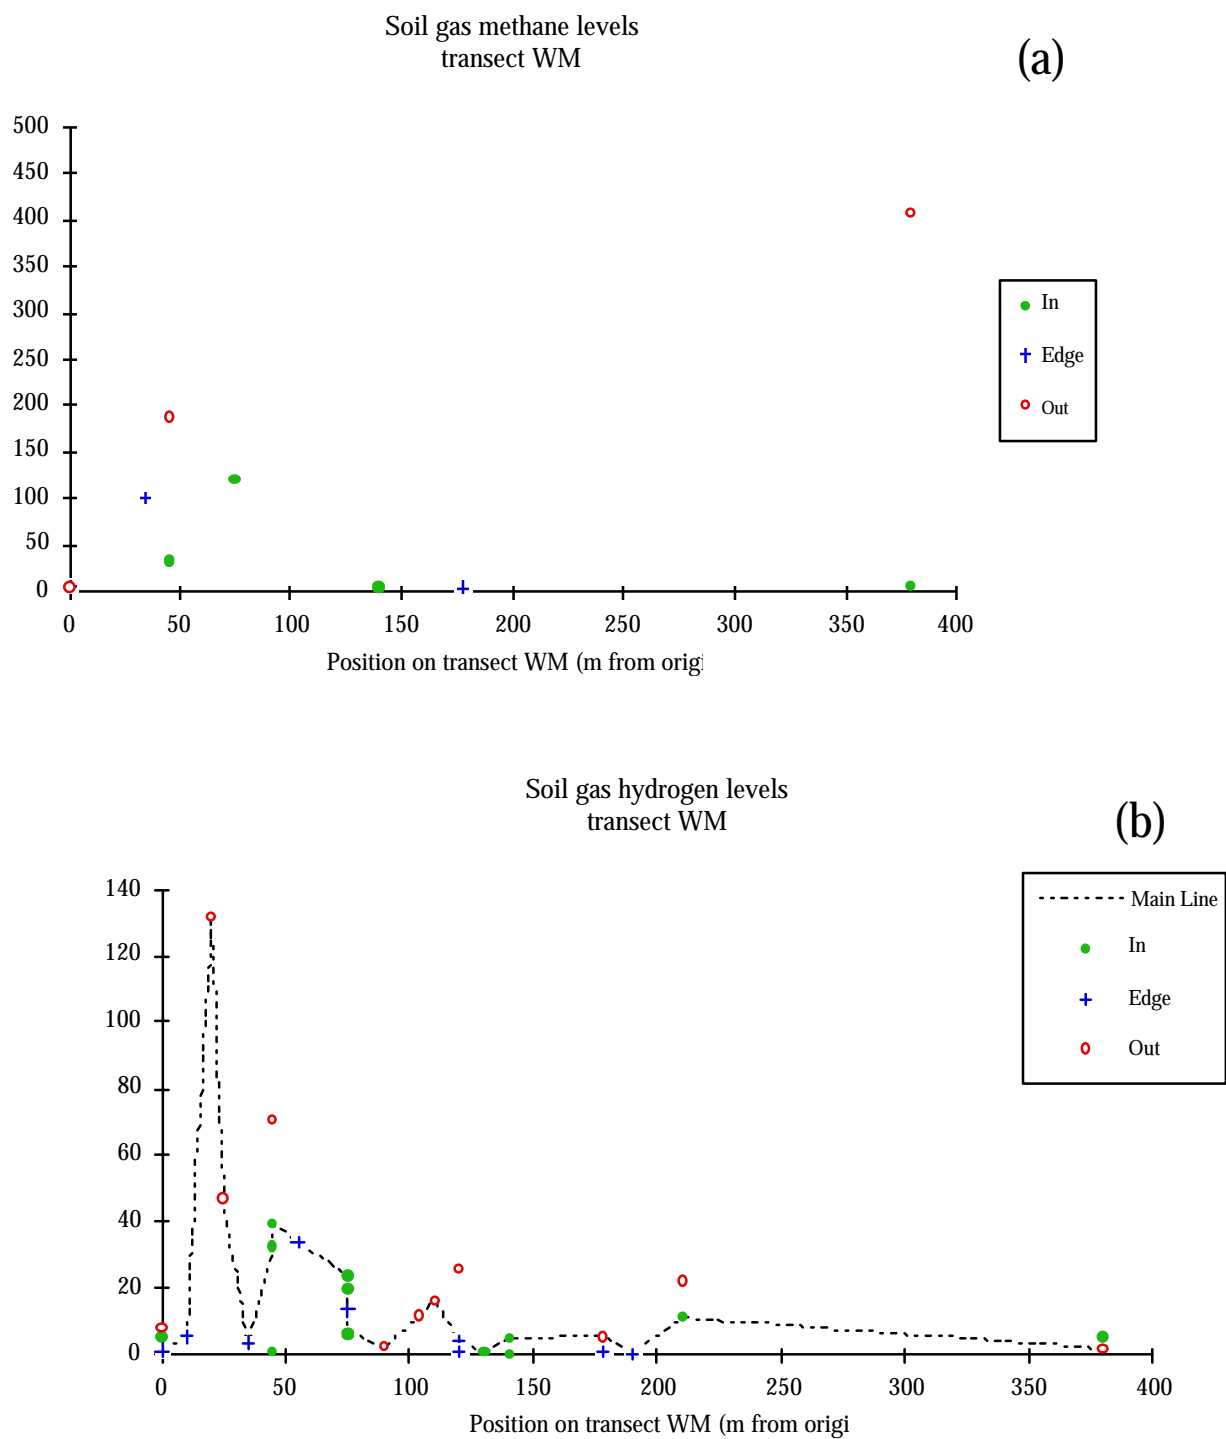 Soil gas methane levels
transect WM
(a)
500
450
400
350
300
250
200
150
100
50
0
0 50 100 150 200 250 300 350 400
Position on transect WM (m from origi
In
Edge
Out
Soil gas hydrogen levels
transect WM
(b)
140
120
100
80
60
40
20
0
0 50 100 150 200 250 300 350 400
Position on transect WM (m from origi
Main Line
In
Edge
Out